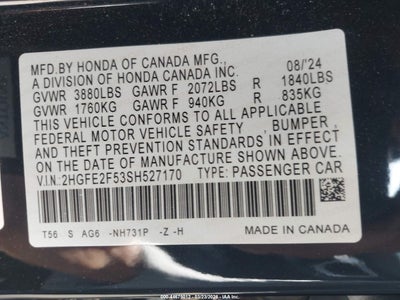 MFD.BY HONDA OF CANADA MFG., 08/'24
A DIVISION OF HONDA CANADA INC.
GVWR 3880LBS GAWR F 2072LBS R 1840LBS
GVWR 1760KG GAWR F 940KG R 835KG
THIS VEHICLE CONFORMS TO ALL APPLICABLE
FEDERAL MOTOR VEHICLE SAFETY, BUMPER,
AND THEFT PREVENTION STANDARDS IN EFFECT
ON THE DATE OF MANUFACTURE SHOWN ABOVE.
V.I.N: 2HGFE2F53SH527170 TYPE: PASSENGER CAR
T56 S AG6 -NH731P -Z -H MADE IN CANADA